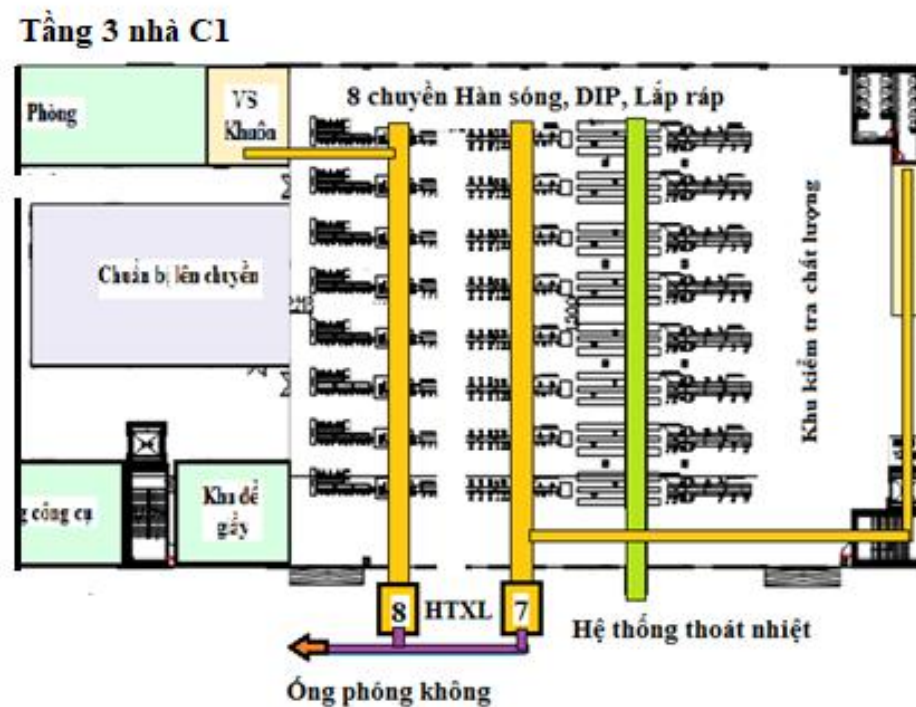 Tầng 3 nhà C1
Phòng
VS
Khuôn
8 chuyền Hàn sóng, DIP, Lắp ráp
Chuẩn bị lên chuyền
Khu kiểm tra chất lượng
g công cụ
Khu để
giầy
8
HTXL
7
Hệ thống thoát nhiệt
Ống phóng không